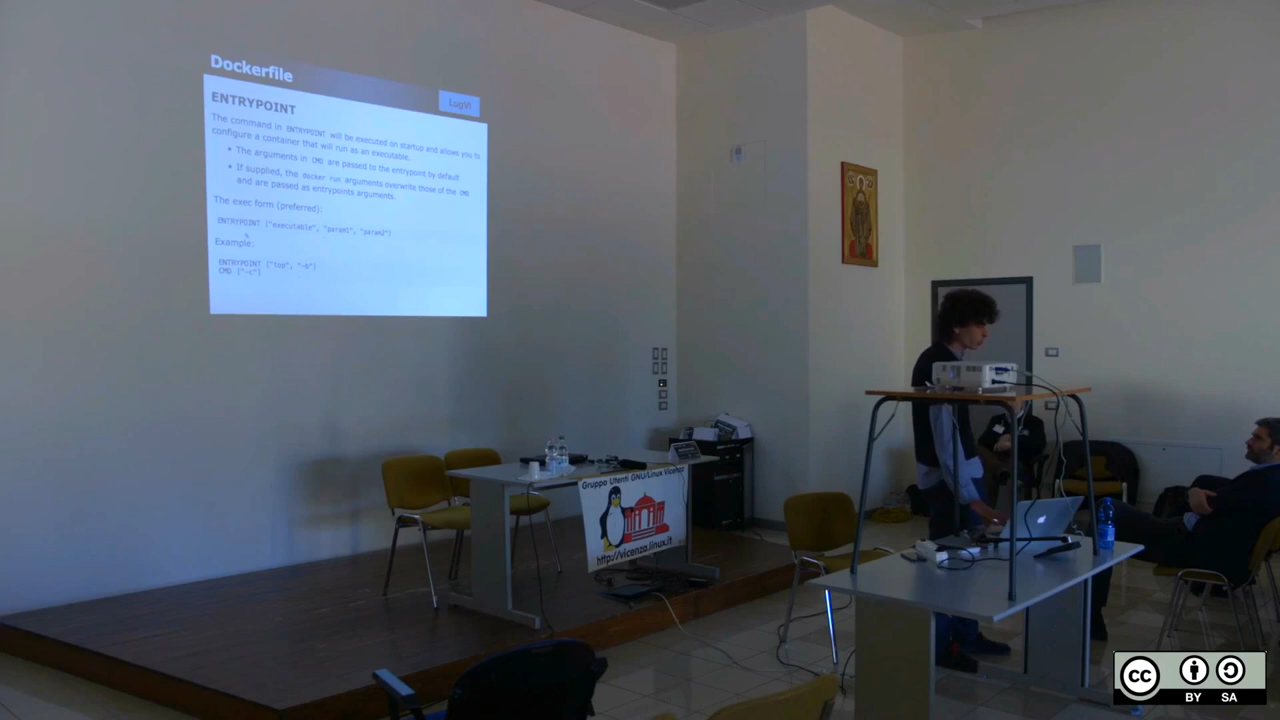 Dockerfile
LugVI
ENTRYPOINT
The command in ENTRYPOINT will be executed on startup and allows you to
configure a container that will run as an executable.
• The arguments in CMD are passed to the entrypoint by default
• If supplied, the docker run arguments overwrite those of the CMD
and are passed as entrypoints arguments.
The exec form (preferred):
ENTRYPOINT ["executable", "param1", "param2"]
Example:
ENTRYPOINT ["top", "-b"]
CMD ["-c"]
Gruppo Utenti GNU/Linux Vicenza
http://vicenza.linux.it
cc
BY SA